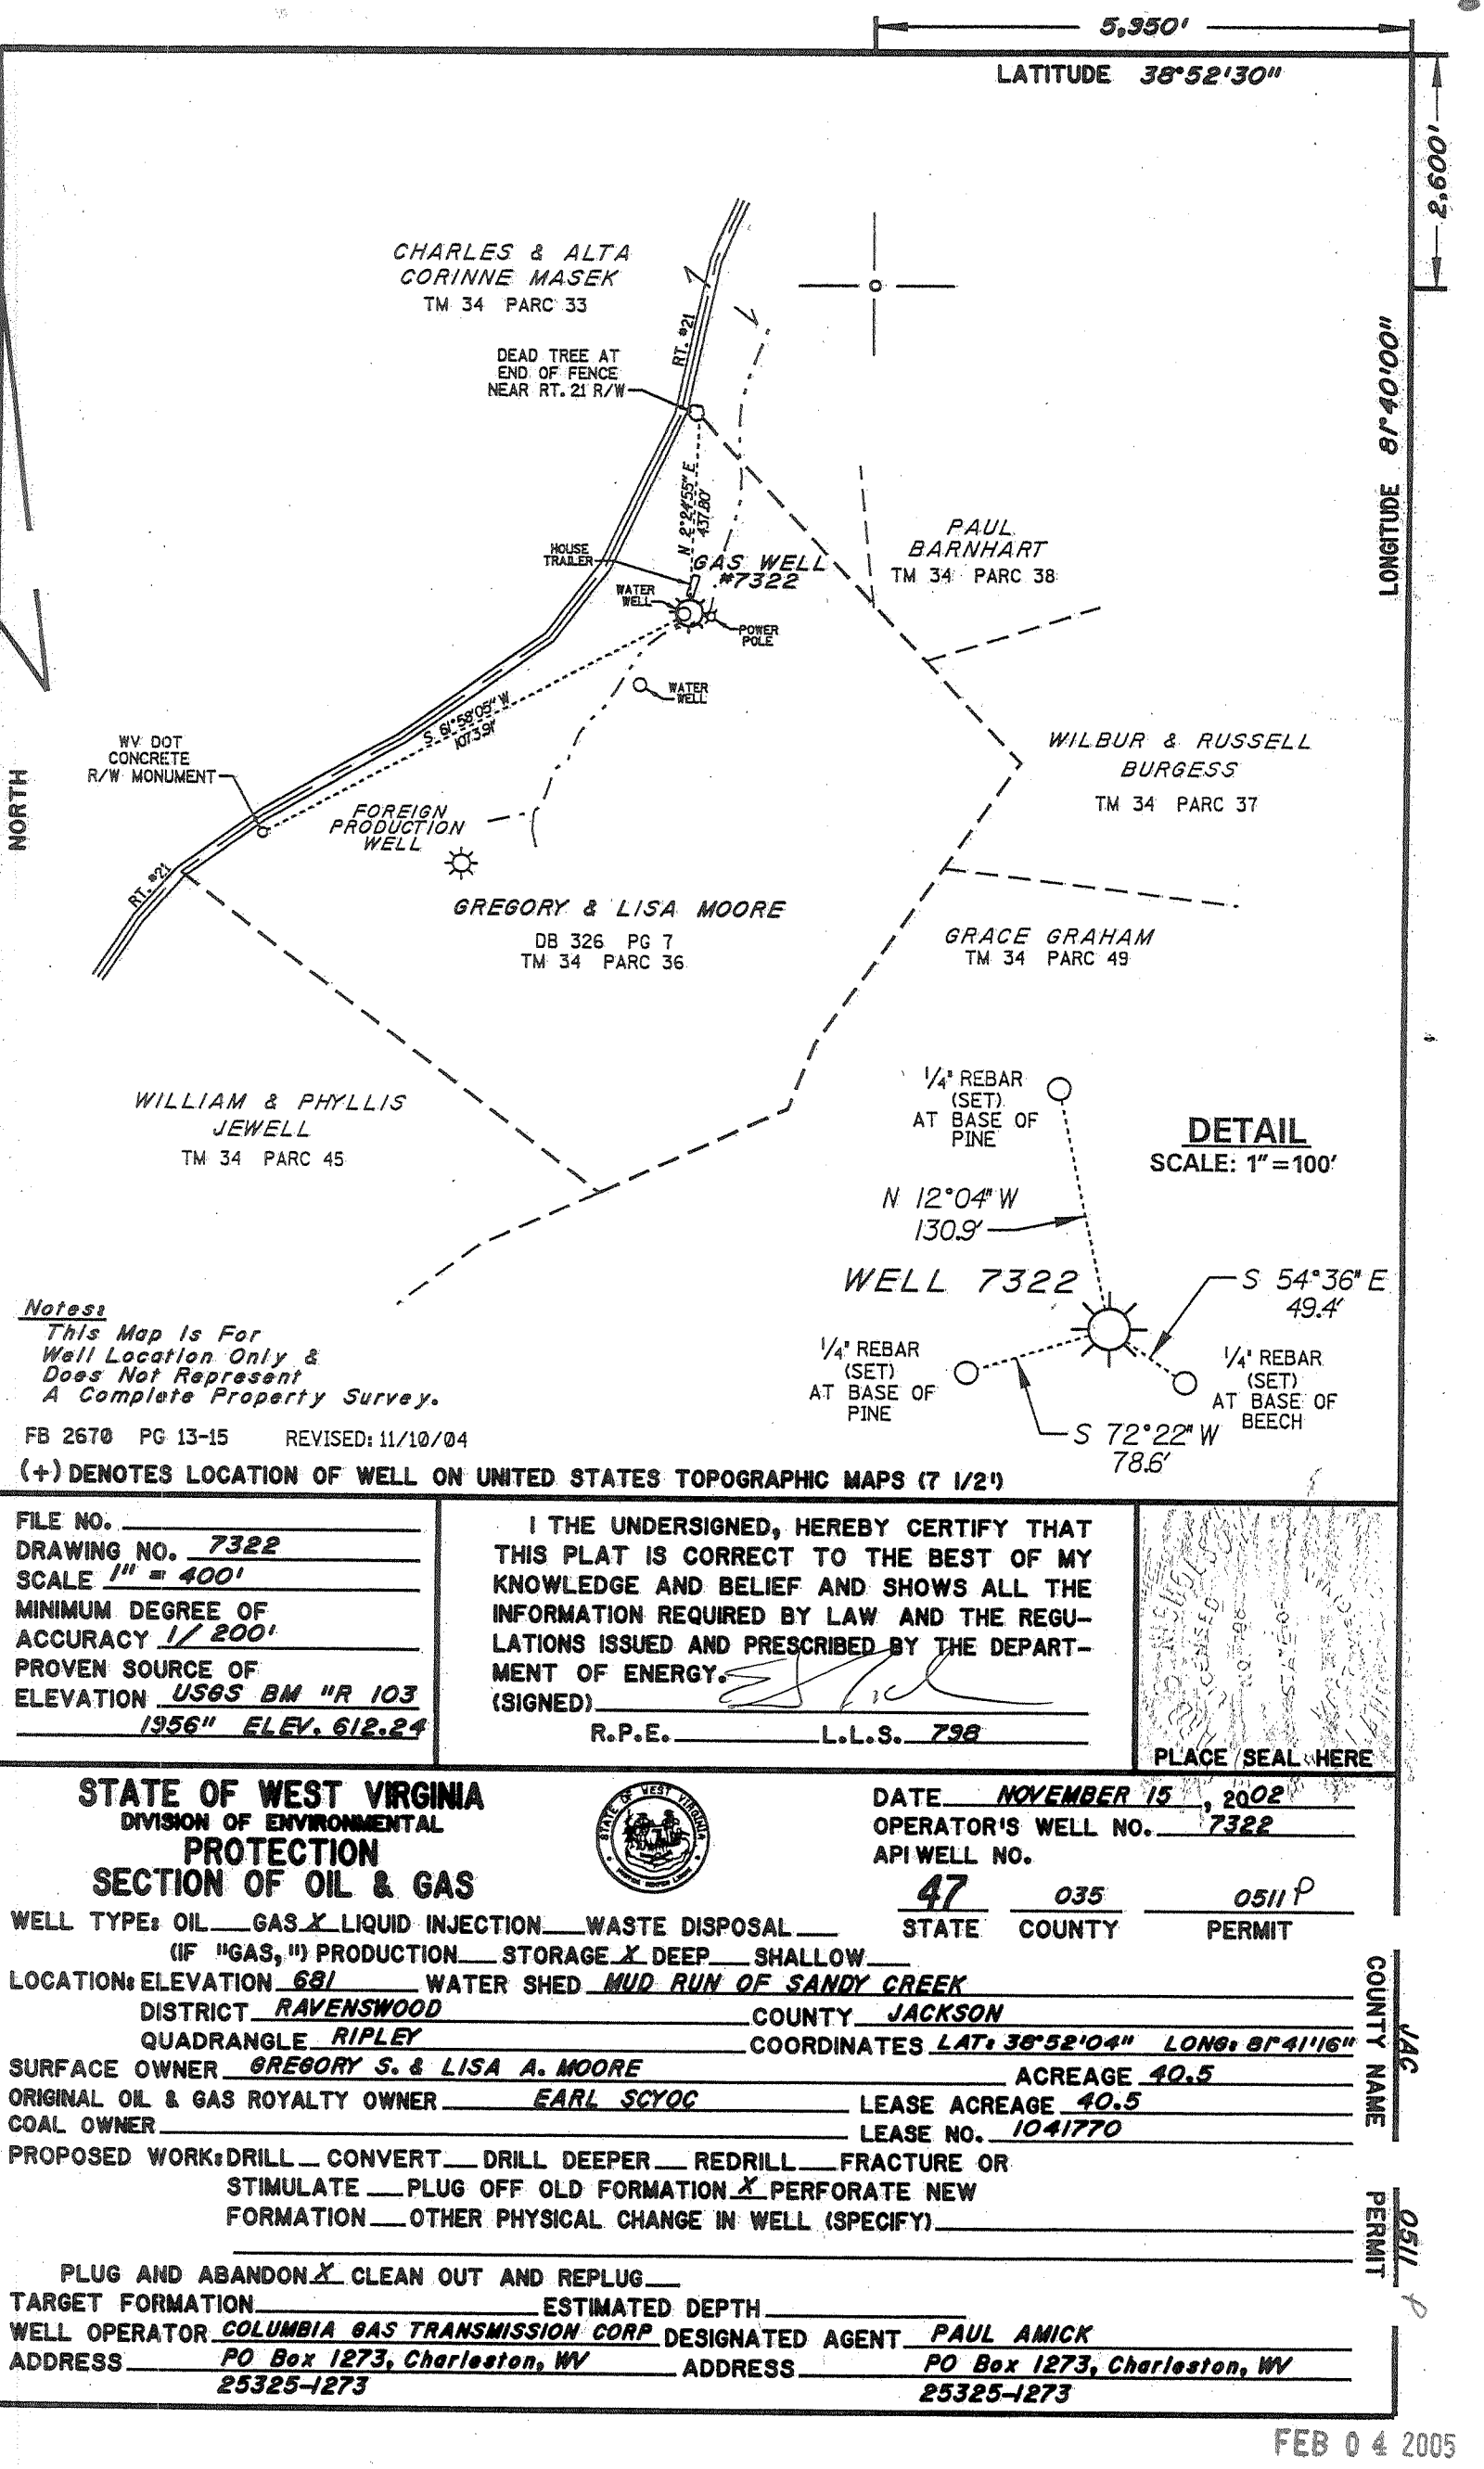 5,950'
LATITUDE 38°52'30"
2,600'
LONGITUDE 81°40'00"
CHARLES & ALTA
CORINNE MASEK
TM 34 PARC 33
RT. #21
DEAD TREE AT
END OF FENCE
NEAR RT. 21 R/W
N 2°24'55" E
437.80'
HOUSE
TRAILER
GAS WELL
#7322
WATER
WELL
POWER
POLE
WATER
WELL
PAUL
BARNHART
TM 34 PARC 38
S 61°58'05" W
1073.91'
WV DOT
CONCRETE
R/W MONUMENT
NORTH
FOREIGN
PRODUCTION
WELL
RT. #21
WILBUR & RUSSELL
BURGESS
TM 34 PARC 37
GREGORY & LISA MOORE
DB 326 PG 7
TM 34 PARC 36
GRACE GRAHAM
TM 34 PARC 49
WILLIAM & PHYLLIS
JEWELL
TM 34 PARC 45
1/4" REBAR
(SET)
AT BASE OF
PINE
DETAIL
SCALE: 1"=100'
N 12°04" W
130.9'
WELL 7322
S 54°36" E
49.4'
1/4" REBAR
(SET)
AT BASE OF
PINE
1/4" REBAR
(SET)
AT BASE OF
BEECH
S 72°22" W
78.6'
Notes:
This Map Is For
Well Location Only &
Does Not Represent
A Complete Property Survey.
FB 2670 PG 13-15 REVISED: 11/10/04
(+) DENOTES LOCATION OF WELL ON UNITED STATES TOPOGRAPHIC MAPS (7 1/2')
FILE NO.
DRAWING NO. 7322
SCALE 1" = 400'
MINIMUM DEGREE OF
ACCURACY 1/200'
PROVEN SOURCE OF
ELEVATION USGS BM "R 103
1956" ELEV. 612.24
I THE UNDERSIGNED, HEREBY CERTIFY THAT
THIS PLAT IS CORRECT TO THE BEST OF MY
KNOWLEDGE AND BELIEF AND SHOWS ALL THE
INFORMATION REQUIRED BY LAW AND THE REGU-
LATIONS ISSUED AND PRESCRIBED BY THE DEPART-
MENT OF ENERGY.
(SIGNED)
R.P.E. L.L.S. 798
PLACE SEAL HERE
STATE OF WEST VIRGINIA
DIVISION OF ENVIRONMENTAL
PROTECTION
SECTION OF OIL & GAS
STATE OF WEST VIRGINIA
DATE NOVEMBER 15, 2002
OPERATOR'S WELL NO. 7322
API WELL NO.
47 035 0511 P
STATE COUNTY PERMIT
WELL TYPE: OIL GAS X LIQUID INJECTION WASTE DISPOSAL
(IF "GAS,") PRODUCTION STORAGE X DEEP SHALLOW
LOCATION: ELEVATION 681 WATER SHED MUD RUN OF SANDY CREEK
DISTRICT RAVENSWOOD COUNTY JACKSON
QUADRANGLE RIPLEY COORDINATES LAT: 38°52'04" LONG: 81°41'16"
SURFACE OWNER GREGORY S. & LISA A. MOORE ACREAGE 40.5
ORIGINAL OIL & GAS ROYALTY OWNER EARL SCYOC LEASE ACREAGE 40.5
COAL OWNER LEASE NO. 1041770
PROPOSED WORK: DRILL CONVERT DRILL DEEPER REDRILL FRACTURE OR
STIMULATE PLUG OFF OLD FORMATION X PERFORATE NEW
FORMATION OTHER PHYSICAL CHANGE IN WELL (SPECIFY)
PLUG AND ABANDON X CLEAN OUT AND REPLUG
TARGET FORMATION ESTIMATED DEPTH
WELL OPERATOR COLUMBIA GAS TRANSMISSION CORP DESIGNATED AGENT PAUL AMICK
ADDRESS PO Box 1273, Charleston, WV ADDRESS PO Box 1273, Charleston, WV
25325-1273 25325-1273
JAC
COUNTY NAME
0511 P
PERMIT
FEB 04 2005